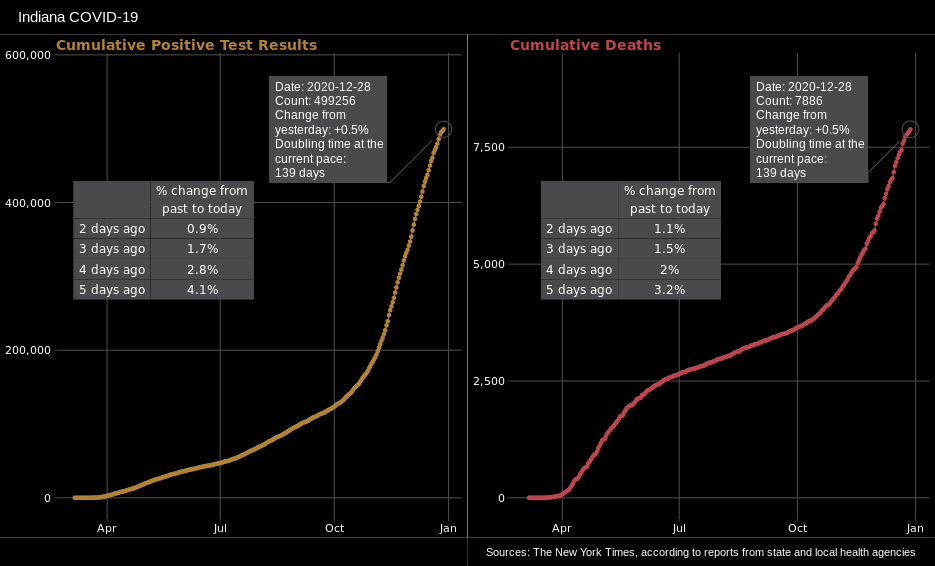 Indiana COVID-19
Cumulative Positive Test Results
600,000
400,000
200,000
0
Date: 2020-12-28
Count: 499256
Change from
yesterday: +0.5%
Doubling time at the
current pace:
139 days
% change from
past to today
2 days ago 0.9%
3 days ago 1.7%
4 days ago 2.8%
5 days ago 4.1%
Apr Jul Oct Jan
Cumulative Deaths
7,500
5,000
2,500
0
Date: 2020-12-28
Count: 7886
Change from
yesterday: +0.5%
Doubling time at the
current pace:
139 days
% change from
past to today
2 days ago 1.1%
3 days ago 1.5%
4 days ago 2%
5 days ago 3.2%
Apr Jul Oct Jan
Sources: The New York Times, according to reports from state and local health agencies